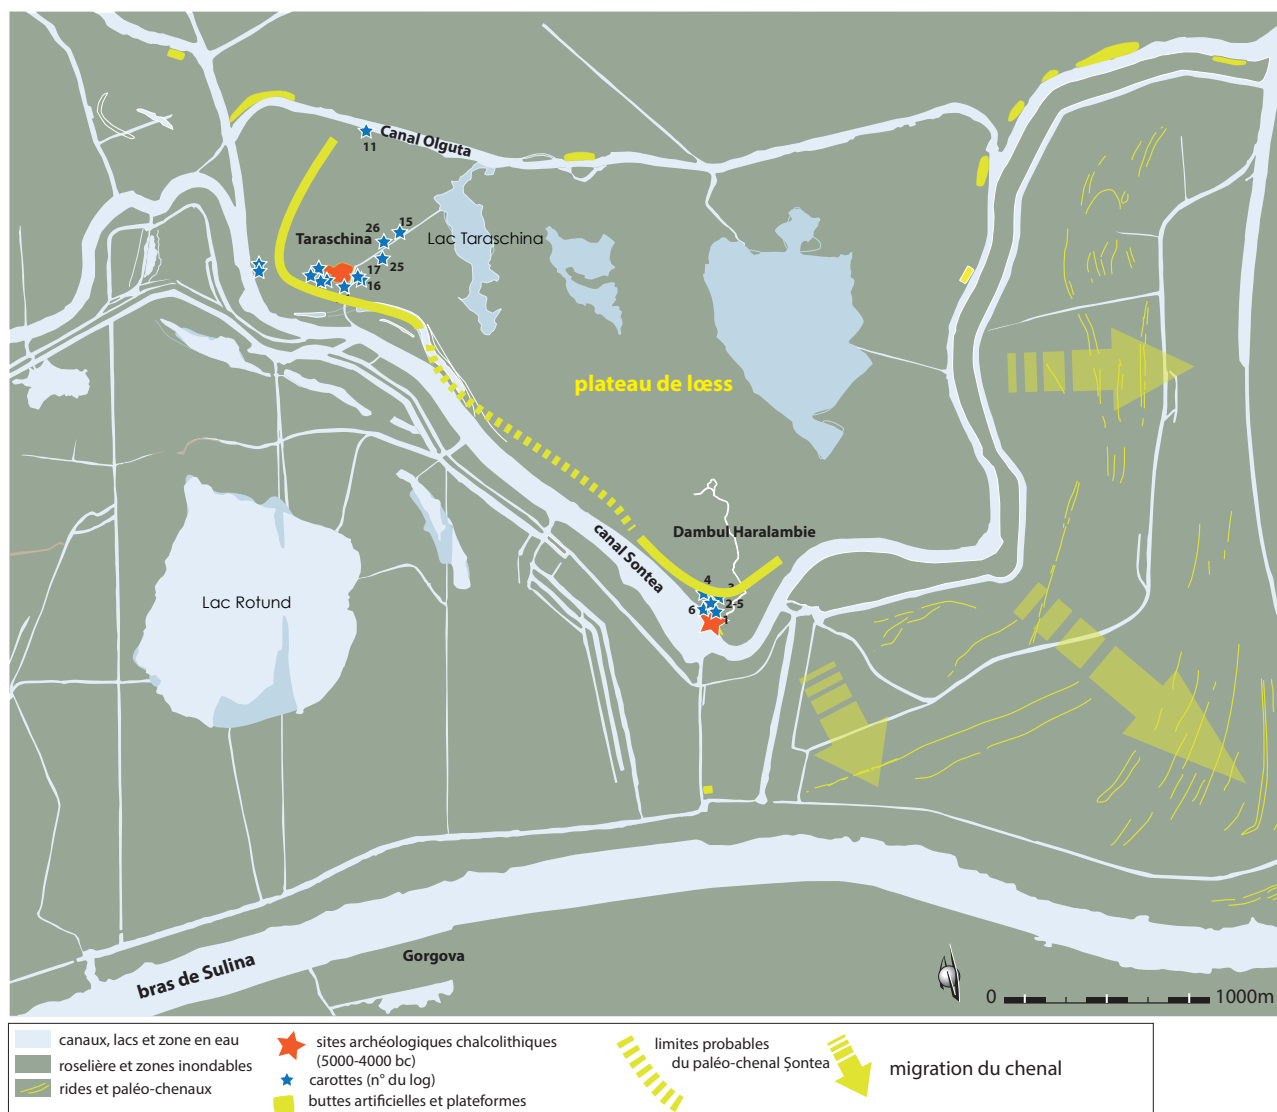 Canal Olguta
11
26
15
Taraschina
Lac Taraschina
25
17
16
plateau de lœss
Dambul Haralambie
canal Sontea
4
3
2-5
6
1
Lac Rotund
Gorgova
bras de Sulina
0
1000m
canaux, lacs et zone en eau
roselière et zones inondables
rides et paléo-chenaux
sites archéologiques chalcolithiques
(5000-4000 bc)
carottes (n° du log)
buttes artificielles et plateformes
limites probables
du paléo-chenal Şontea
migration du chenal